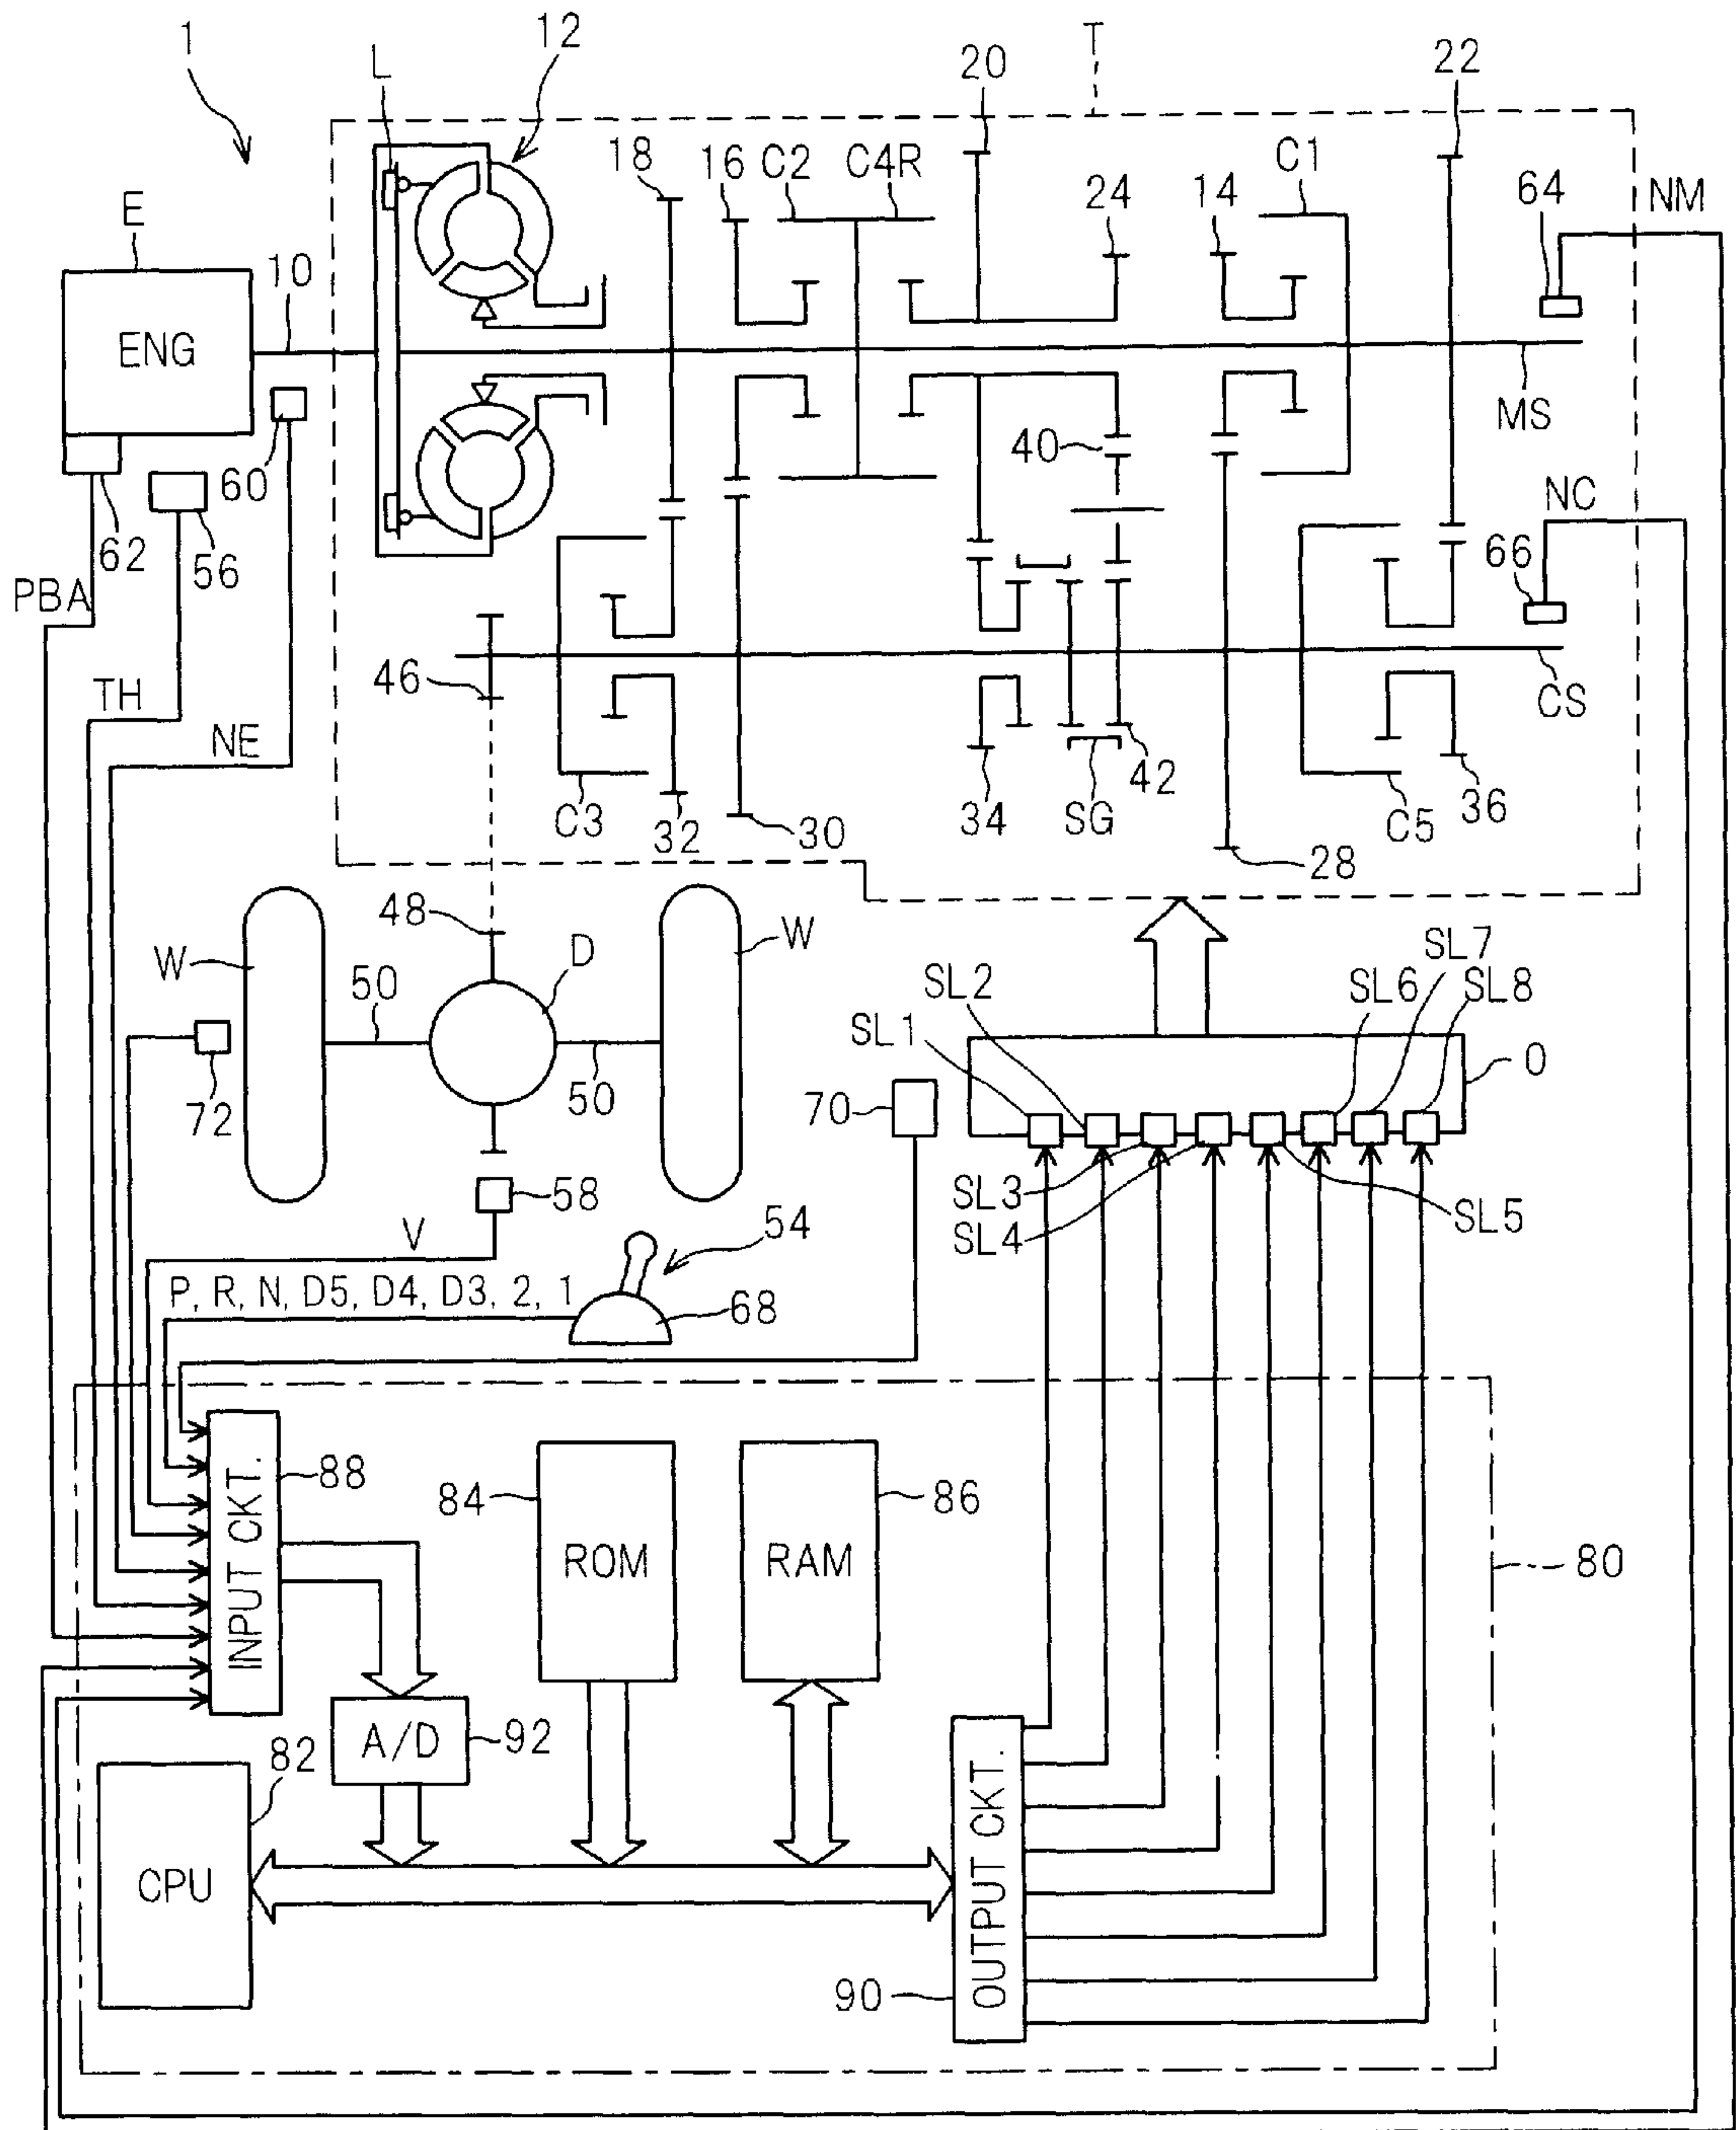 1
L
12
20
T
22
18
16
C2
C4R
24
14
C1
64
NM
E
10
ENG
MS
40
NC
60
62
56
66
PBA
TH
NE
46
CS
C3
32
30
34
SG
42
28
C5
36
48
D
W
W
50
50
72
SL2
SL1
SL7
SL6
SL8
O
70
SL3
SL4
SL5
58
V
54
P, R, N, D5, D4, D3, 2, 1
68
INPUT CKT.
88
84
ROM
86
RAM
80
A/D
92
82
CPU
OUTPUT CKT.
90